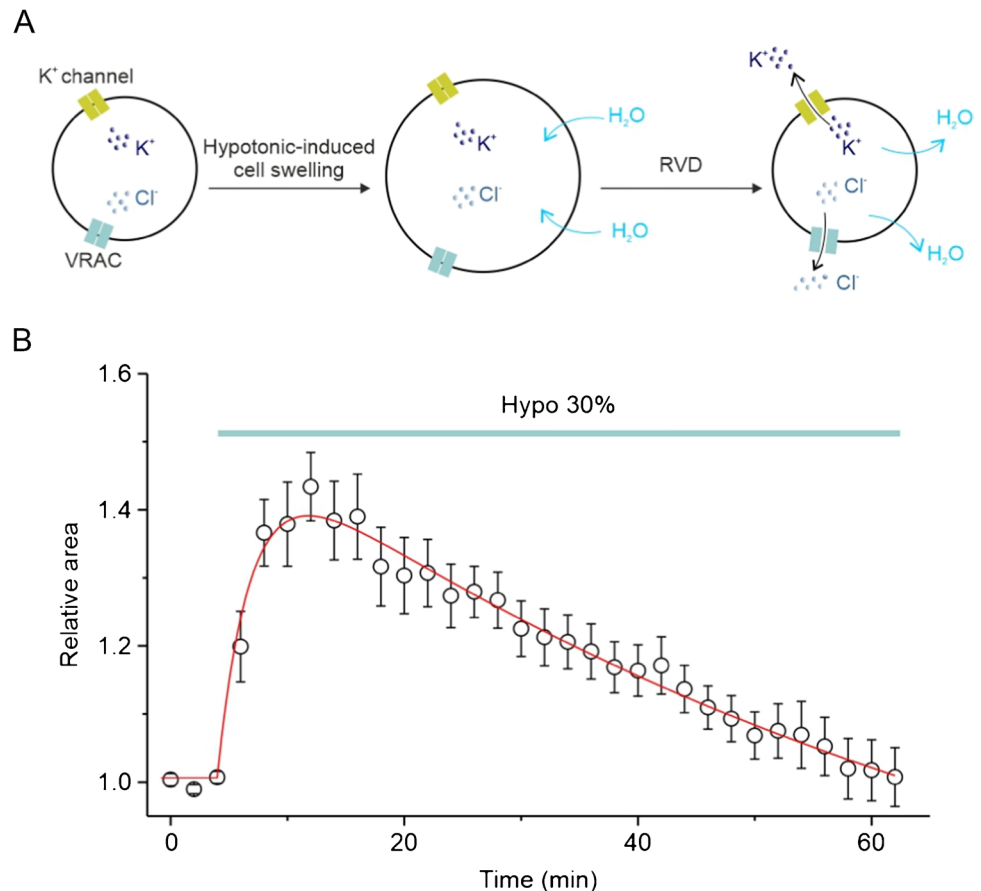 A
K⁺ channel
K⁺
Cl⁻
VRAC
Hypotonic-induced
cell swelling
K⁺
Cl⁻
H₂O
H₂O
RVD
K⁺
K⁺
Cl⁻
Cl⁻
H₂O
H₂O
B
Hypo 30%
Relative area
1.6
1.4
1.2
1.0
0
20
40
60
Time (min)